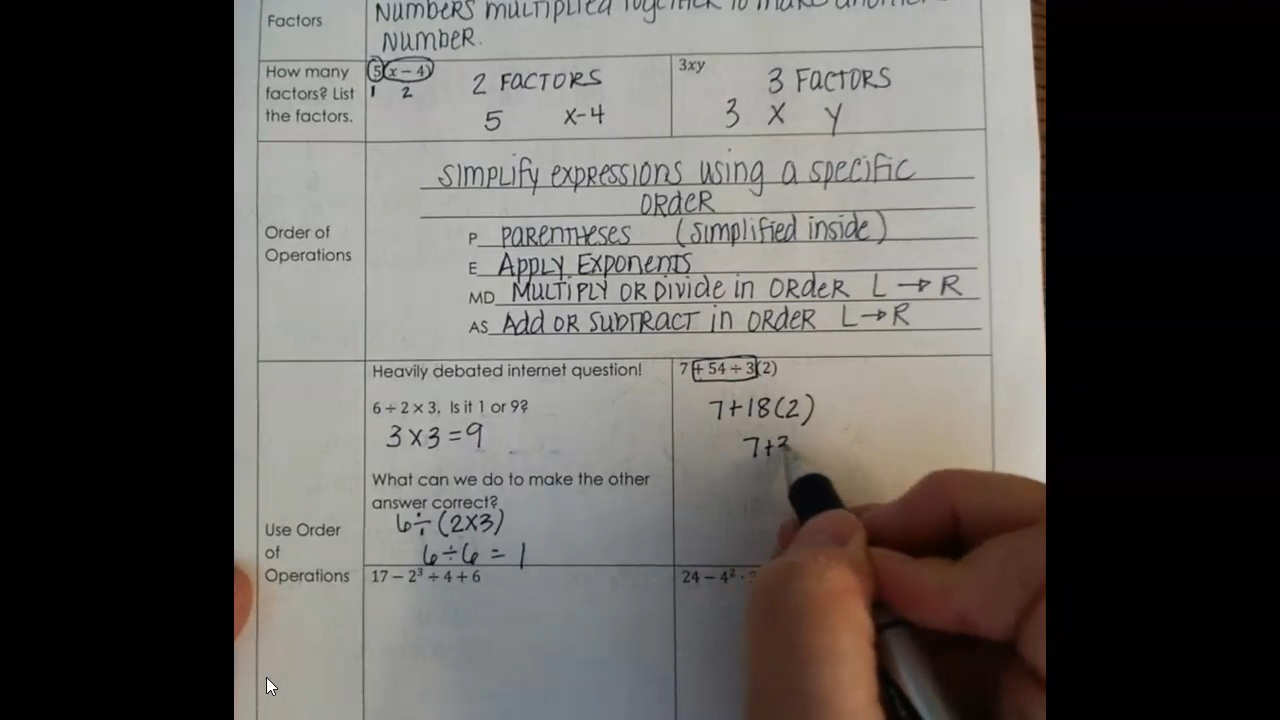 Factors
Numbers multiplied together to make another
Number.
How many factors? List the factors.
5(x − 4)
1 2
2 Factors
5 x-4
3xy
3 Factors
3 x y
Order of Operations
Simplify expressions using a specific
order
P Parentheses (simplified inside)
E Apply Exponents
MD Multiply or Divide in order L → R
AS Add or Subtract in order L → R
Use Order of Operations
Heavily debated internet question!
6 ÷ 2 × 3, Is it 1 or 9?
3 × 3 = 9
What can we do to make the other
answer correct?
6 ÷ (2×3)
6 ÷ 6 = 1
7 + 54 ÷ 3(2)
7+18(2)
7+
17 − 2³ ÷ 4 + 6
24 − 4² ·